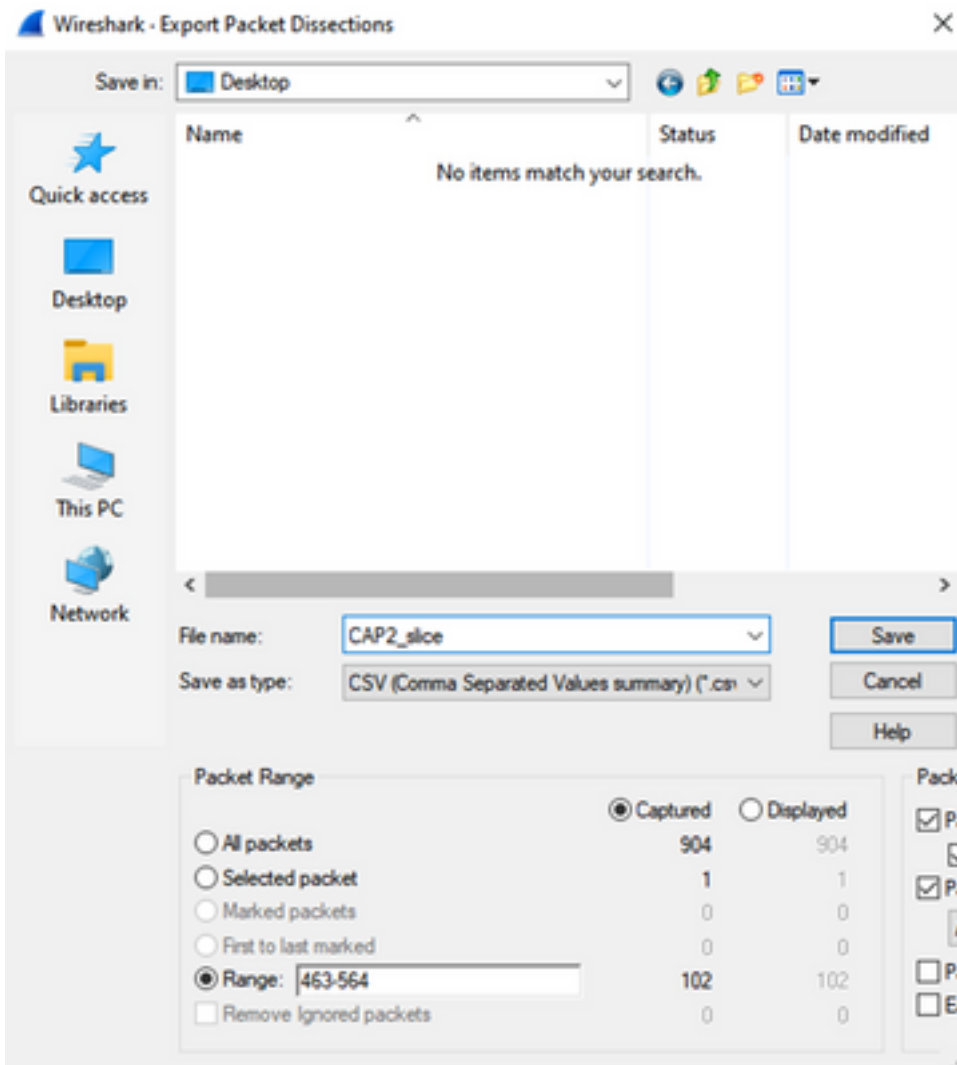 Wireshark - Export Packet Dissections
Save in: Desktop
Name Status Date modified
No items match your search.
Quick access
Desktop
Libraries
This PC
Network
File name: CAP2_slice Save
Save as type: CSV (Comma Separated Values summary) (*.csv Cancel
Help
Packet Range Pack
Captured Displayed
All packets 904 904
Selected packet 1 1
Marked packets 0 0
First to last marked 0 0
Range: 463-564 102 102
Remove Ignored packets 0 0